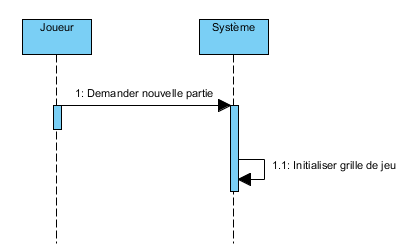 Joueur
Système
1: Demander nouvelle partie
1.1: Initialiser grille de jeu